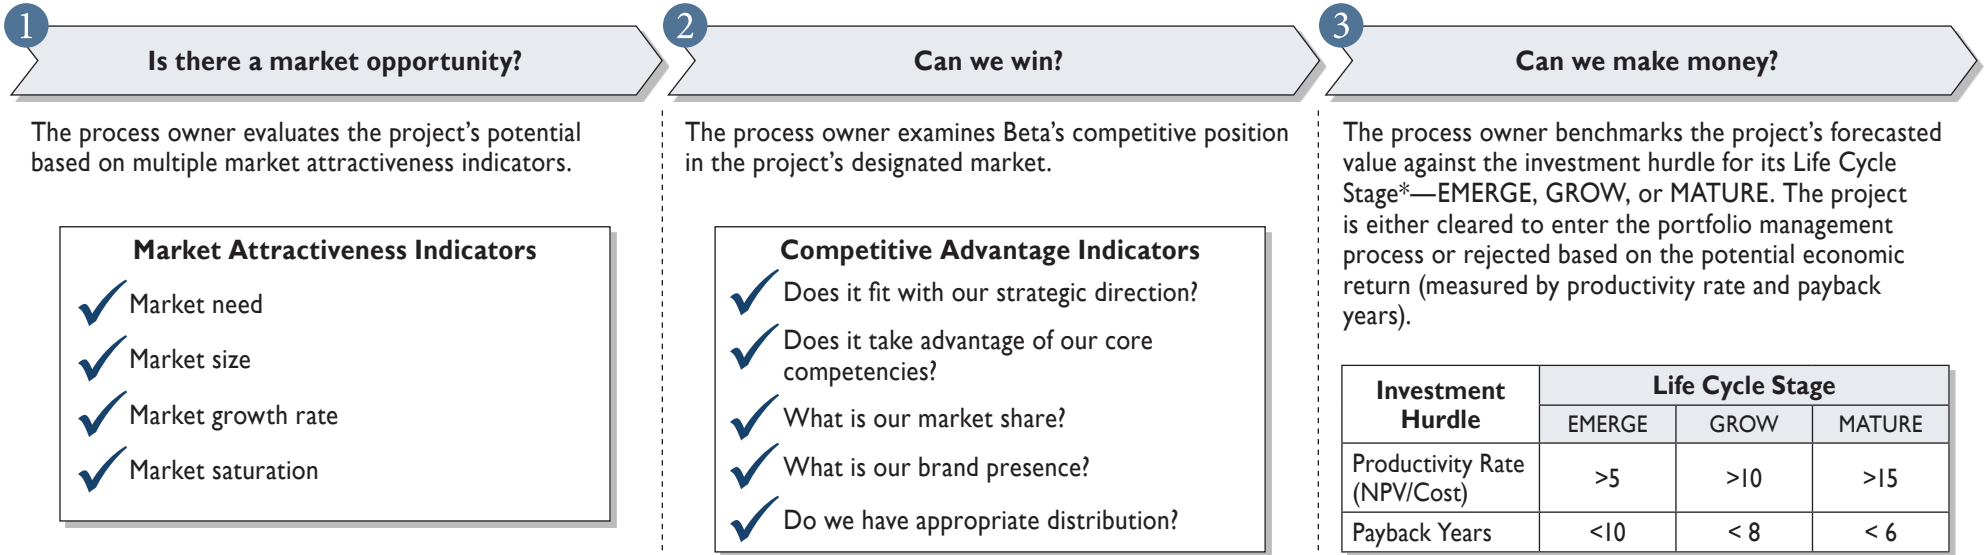 1
Is there a market opportunity?
The process owner evaluates the project’s potential
based on multiple market attractiveness indicators.
Market Attractiveness Indicators
Market need
Market size
Market growth rate
Market saturation
2
Can we win?
The process owner examines Beta’s competitive position
in the project’s designated market.
Competitive Advantage Indicators
Does it fit with our strategic direction?
Does it take advantage of our core
competencies?
What is our market share?
What is our brand presence?
Do we have appropriate distribution?
3
Can we make money?
The process owner benchmarks the project’s forecasted
value against the investment hurdle for its Life Cycle
Stage*—EMERGE, GROW, or MATURE. The project
is either cleared to enter the portfolio management
process or rejected based on the potential economic
return (measured by productivity rate and payback
years).
Investment
Hurdle
Life Cycle Stage
EMERGE GROW MATURE
Productivity Rate
(NPV/Cost)
>5 >10 >15
Payback Years <10 < 8 < 6